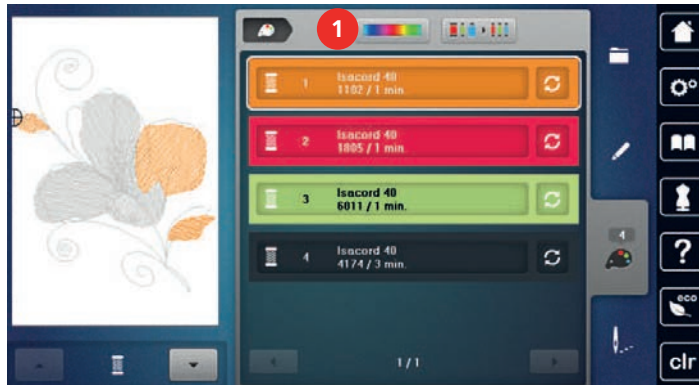 1
1
Isacord 40
1102 / 1 min
2
Isacord 40
1805 / 1 min
3
Isacord 40
6011 / 1 min.
4
Isacord 40
4174 / 3 min.
1/1
4
?
eco
clr